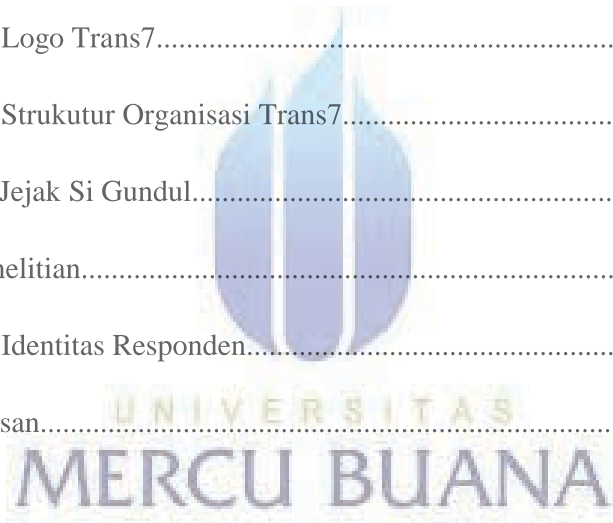 Logo Trans7..........................................................
Strukutur Organisasi Trans7...................................
Jejak Si Gundul.....................................................
nelitian..................................................................
Identitas Responden..............................................
san........................................................................
UNIVERSITAS
MERCU BUANA